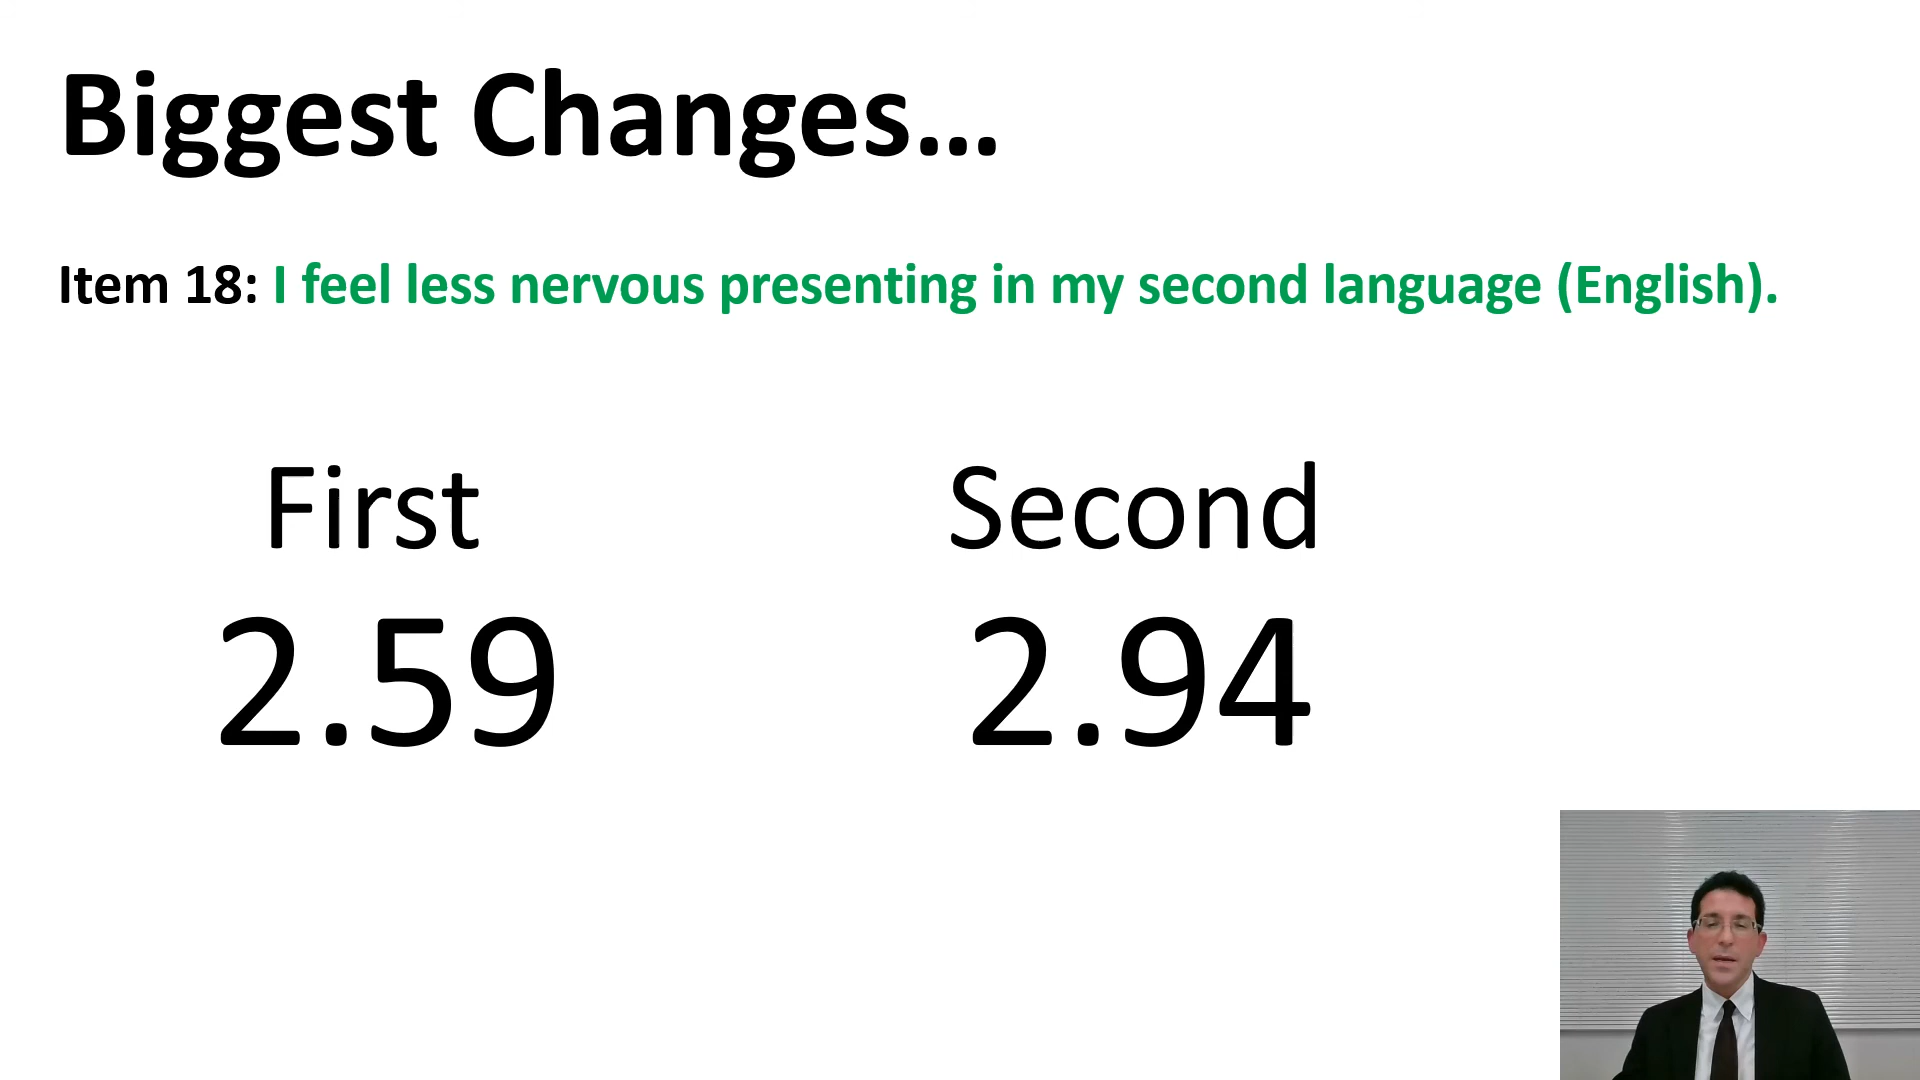 Biggest Changes…
Item 18: I feel less nervous presenting in my second language (English).
First Second
2.59 2.94